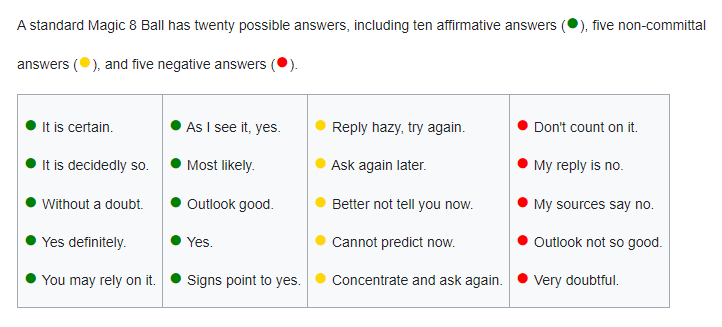 A standard Magic 8 Ball has twenty possible answers, including ten affirmative answers (●), five non-committal
answers (●), and five negative answers (●).
● It is certain.
● It is decidedly so.
● Without a doubt.
● Yes definitely.
● You may rely on it.
● As I see it, yes.
● Most likely.
● Outlook good.
● Yes.
● Signs point to yes.
● Reply hazy, try again.
● Ask again later.
● Better not tell you now.
● Cannot predict now.
● Concentrate and ask again.
● Don't count on it.
● My reply is no.
● My sources say no.
● Outlook not so good.
● Very doubtful.